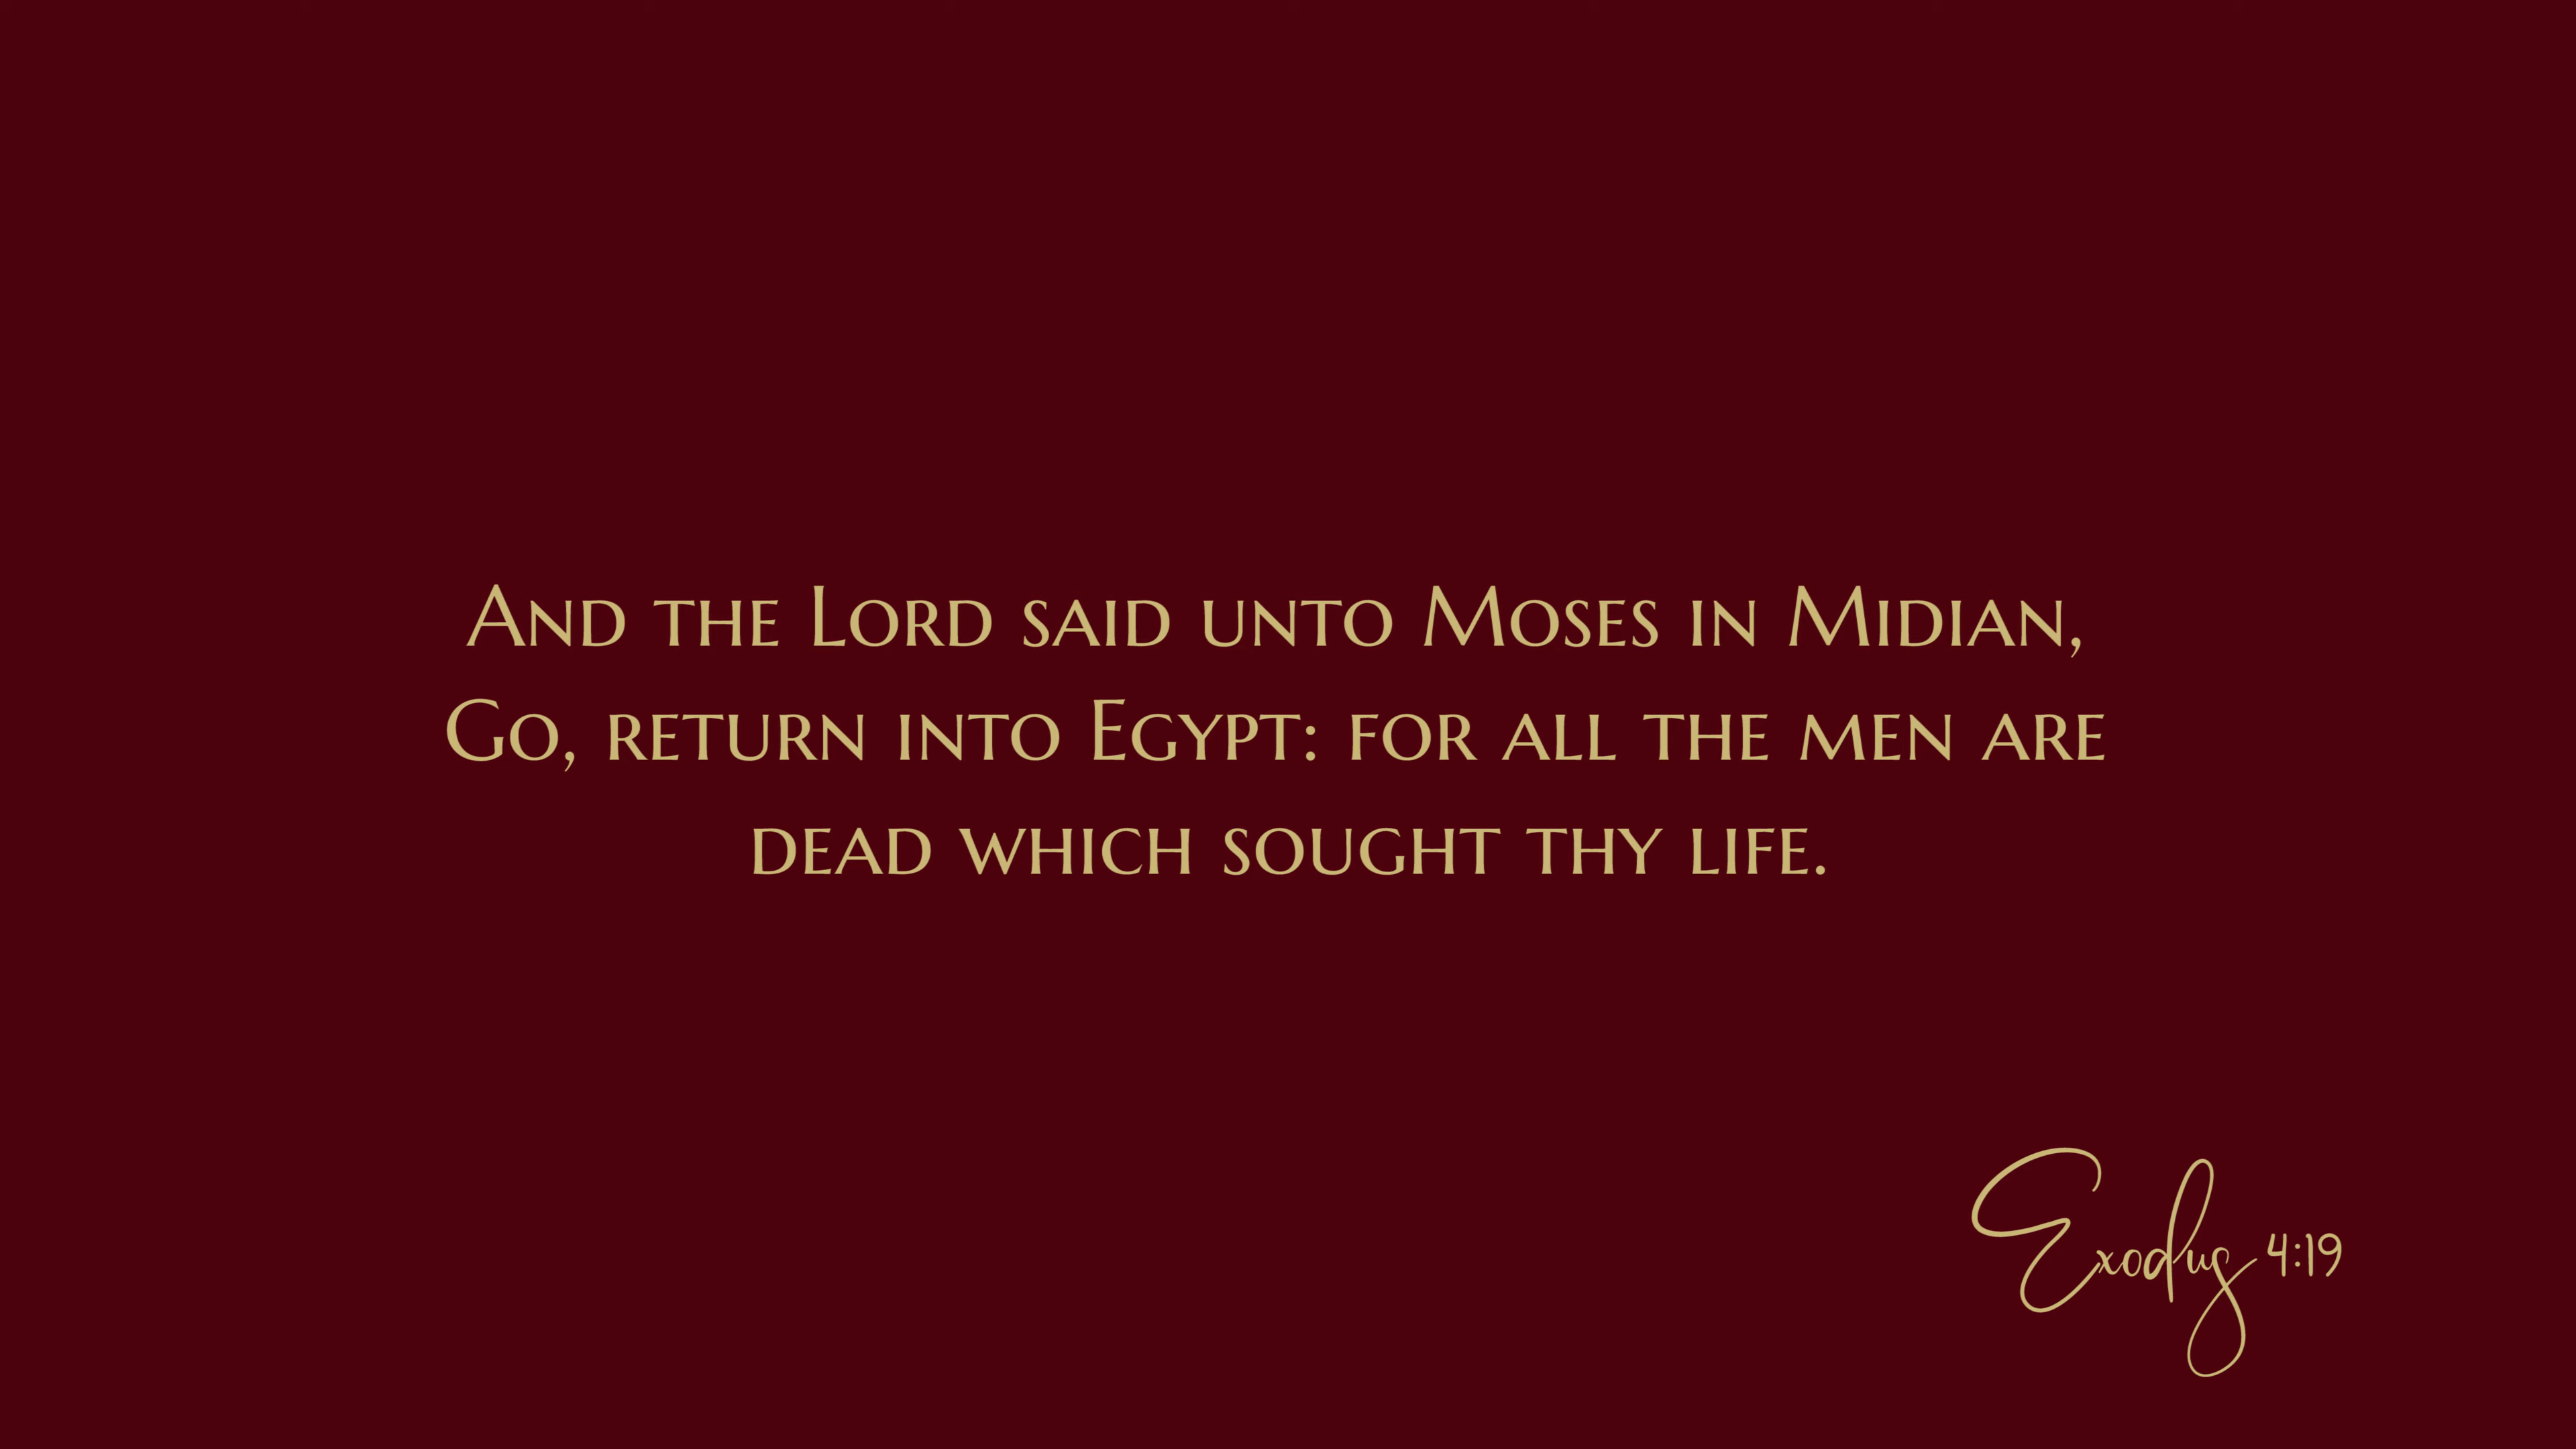 And the Lord said unto Moses in Midian,
Go, return into Egypt: for all the men are
dead which sought thy life.
Exodus 4:19